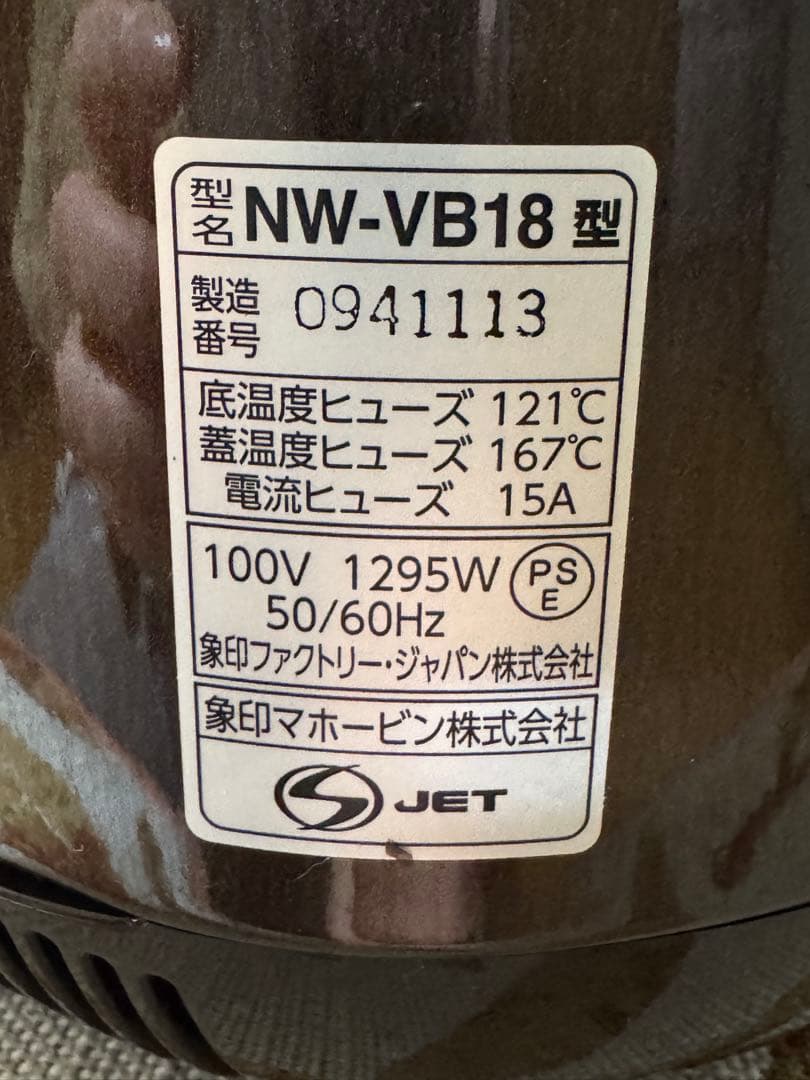 型名 NW-VB18 型
製造番号 0941113
底温度ヒューズ 121℃
蓋温度ヒューズ 167℃
電流ヒューズ 15A
100V 1295W PSE
50/60Hz
象印ファクトリー・ジャパン株式会社
象印マホービン株式会社
S JET